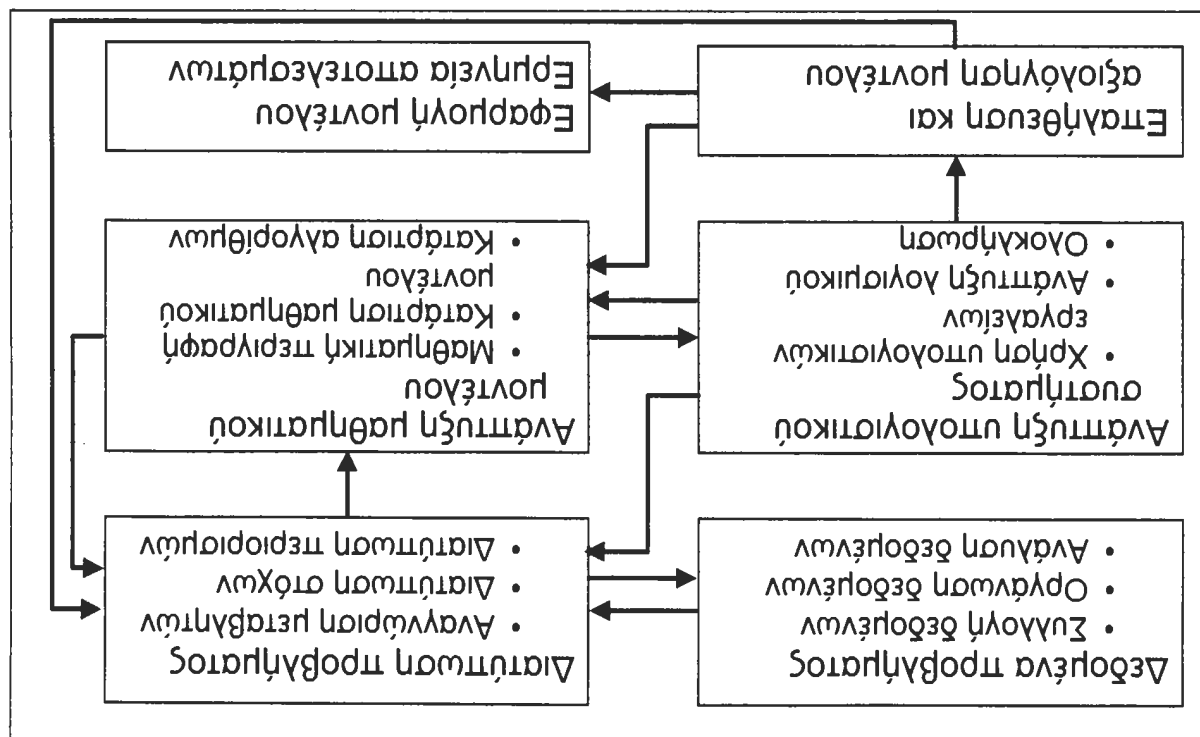 Δεδομένα προβλήματος
• Συλλογή δεδομένων
• Οργάνωση δεδομένων
• Ανάλυση δεδομένων
Διατύπωση προβλήματος
• Αναγνώριση μεταβλητών
• Διατύπωση στόχων
• Διατύπωση περιορισμών
Ανάπτυξη υπολογιστικού
συστήματος
• Χρήση υπολογιστικών
εργαλείων
• Ανάπτυξη λογισμικού
• Ολοκλήρωση
Ανάπτυξη μαθηματικού
μοντέλου
• Μαθηματική περιγραφή
• Κατάρτιση μαθηματικού
μοντέλου
• Κατάρτιση αλγορίθμων
Επαλήθευση και
αξιολόγηση μοντέλου
Εφαρμογή μοντέλου
Ερμηνεία αποτελεσμάτων